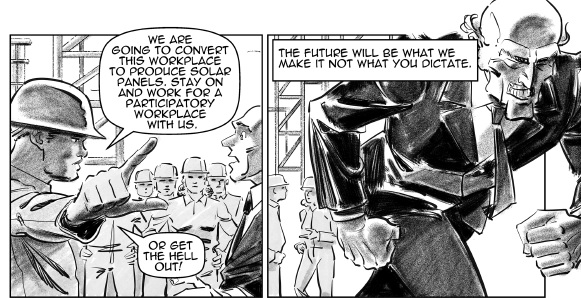 WE ARE
GOING TO CONVERT
THIS WORKPLACE
TO PRODUCE SOLAR
PANELS. STAY ON
AND WORK FOR A
PARTICIPATORY
WORKPLACE
WITH US.
OR GET
THE HELL
OUT!
THE FUTURE WILL BE WHAT WE
MAKE IT NOT WHAT YOU DICTATE.